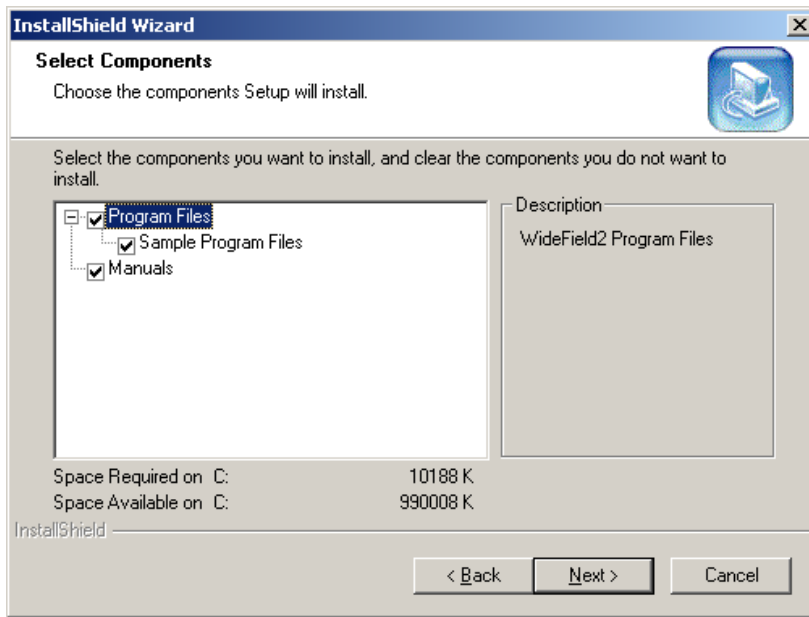 InstallShield Wizard
Select Components
Choose the components Setup will install.
Select the components you want to install, and clear the components you do not want to
install.
Program Files
Sample Program Files
Manuals
Description
WideField2 Program Files
Space Required on C: 10188 K
Space Available on C: 990008 K
InstallShield
< Back
Next >
Cancel